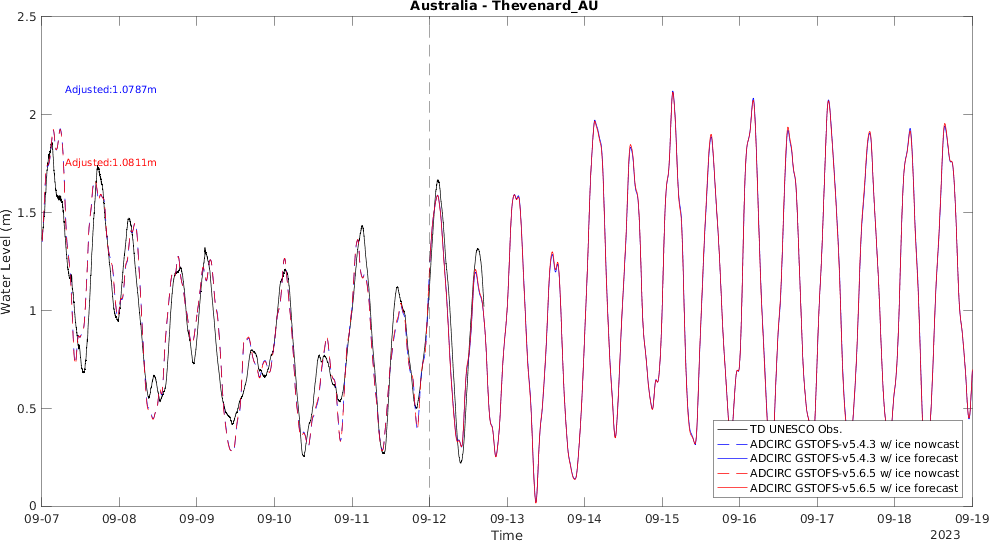 Australia - Thevenard_AU
2.5
2
1.5
1
0.5
0
Water Level (m)
Adjusted:1.0787m
Adjusted:1.0811m
TD UNESCO Obs.
ADCIRC GSTOFS-v5.4.3 w/ ice nowcast
ADCIRC GSTOFS-v5.4.3 w/ ice forecast
ADCIRC GSTOFS-v5.6.5 w/ ice nowcast
ADCIRC GSTOFS-v5.6.5 w/ ice forecast
09-07 09-08 09-09 09-10 09-11 09-12 09-13 09-14 09-15 09-16 09-17 09-18 09-19
Time
2023